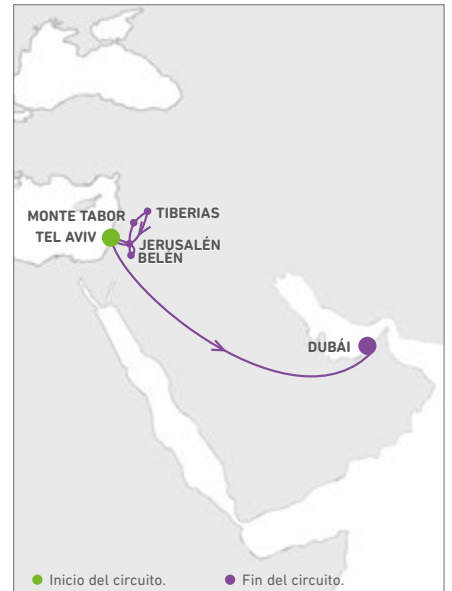 MONTE TABOR
TIBERIAS
TEL AVIV
JERUSALÉN
BELÉN
DUBÁI
Inicio del circuito.
Fin del circuito.